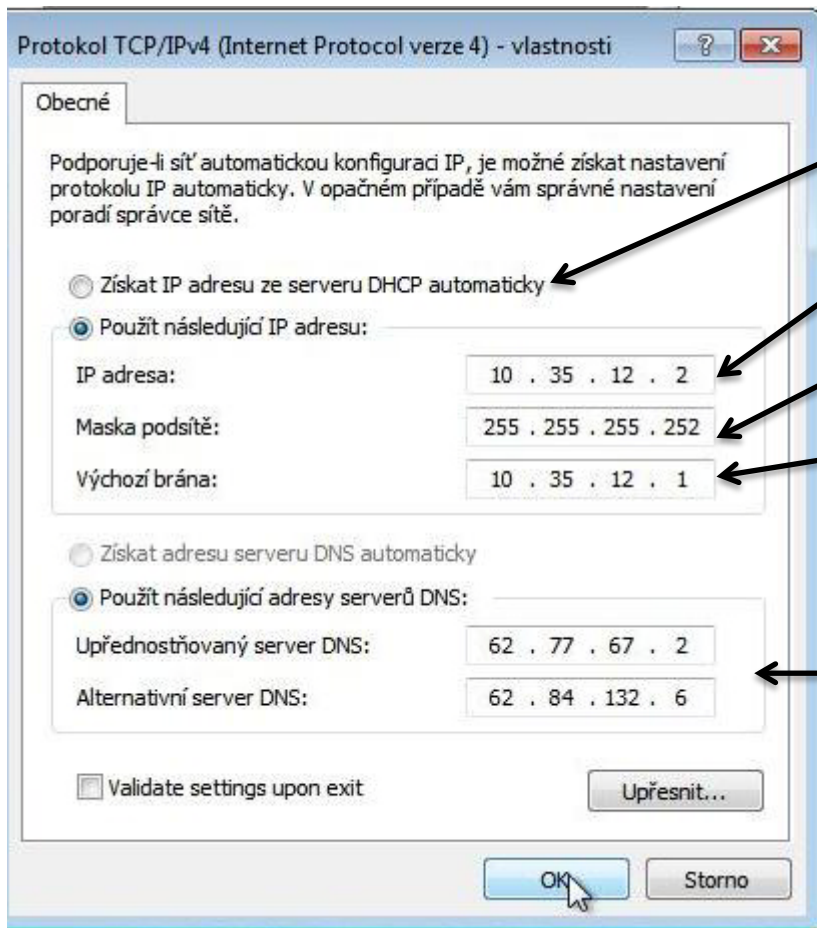 Protokol TCP/IPv4 (Internet Protocol verze 4) - vlastnosti
Obecné
Podporuje-li síť automatickou konfiguraci IP, je možné získat nastavení
protokolu IP automaticky. V opačném případě vám správné nastavení
poradí správce sítě.
Získat IP adresu ze serveru DHCP automaticky
Použít následující IP adresu:
IP adresa: 10 . 35 . 12 . 2
Maska podsítě: 255 . 255 . 255 . 252
Výchozí brána: 10 . 35 . 12 . 1
Získat adresu serveru DNS automaticky
Použít následující adresy serverů DNS:
Upřednostňovaný server DNS: 62 . 77 . 67 . 2
Alternativní server DNS: 62 . 84 . 132 . 6
Validate settings upon exit
Upřesnit...
OK Storno